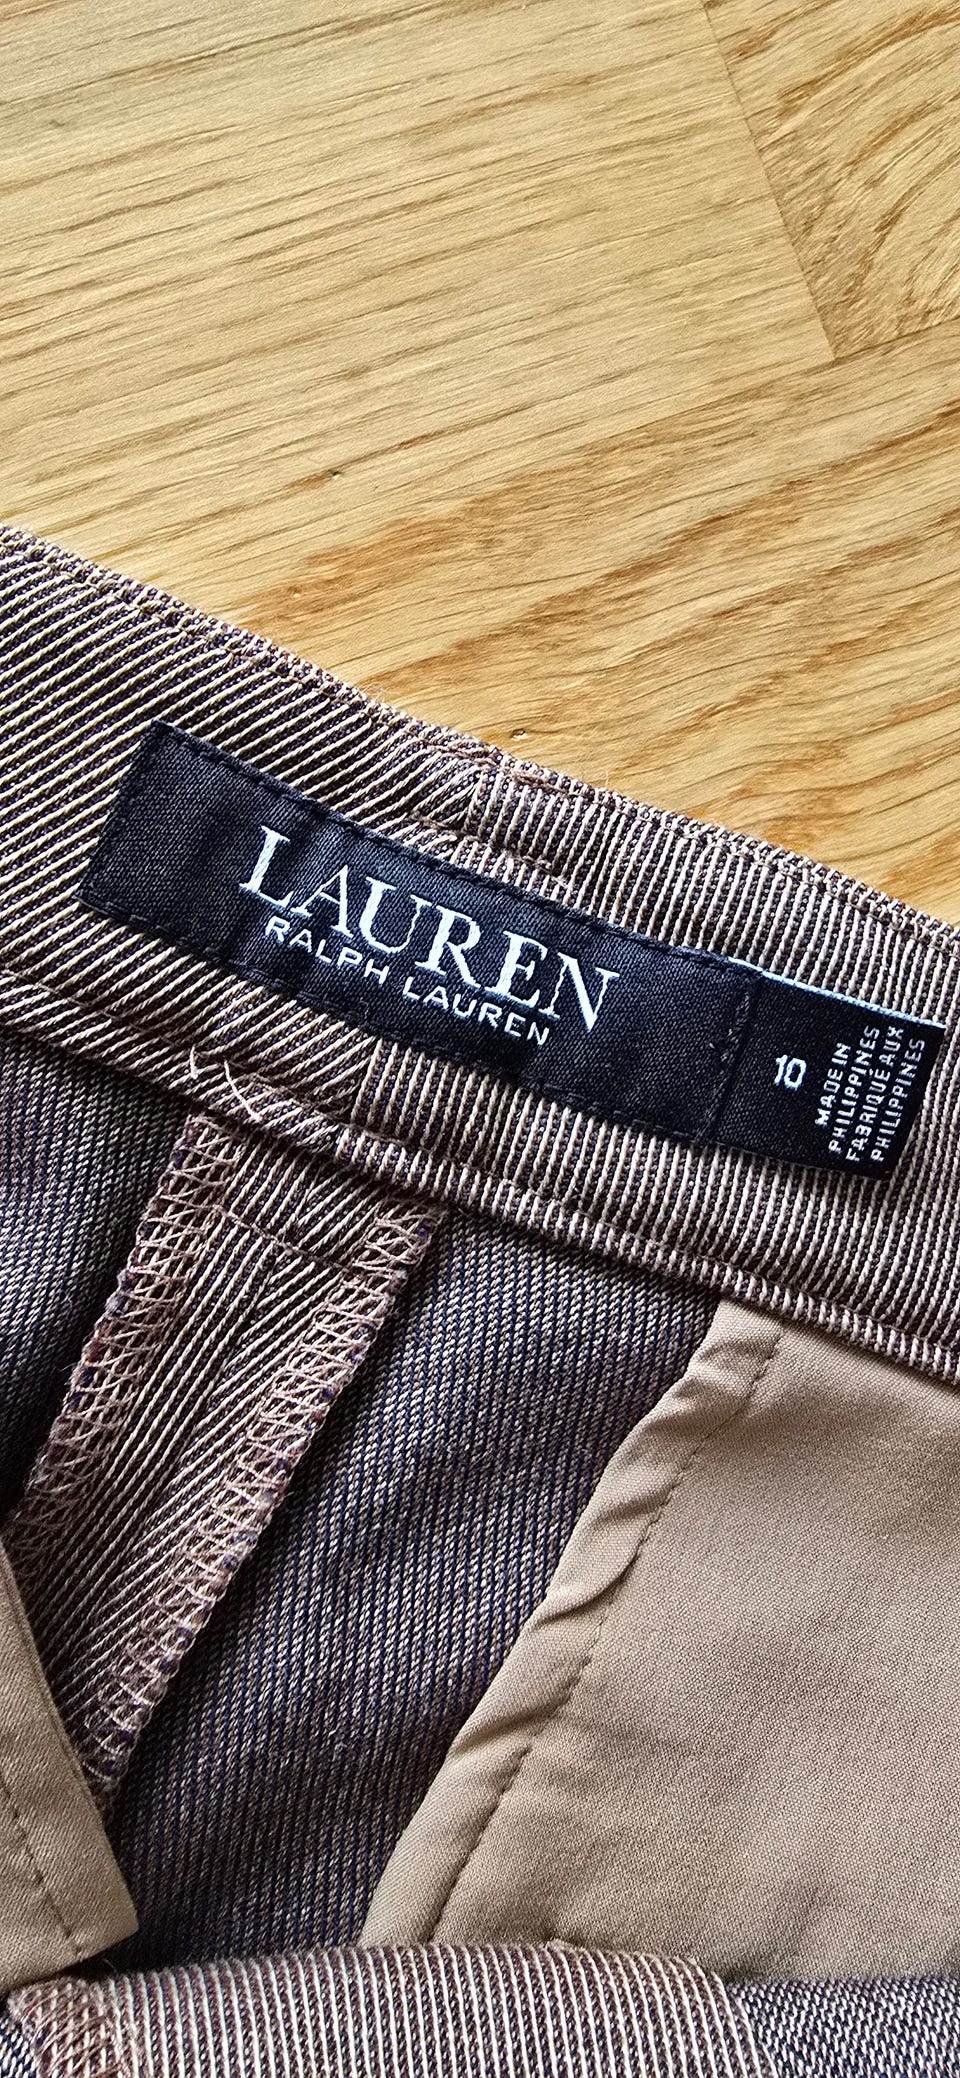 LAUREN
RALPH LAUREN
10
MADE IN
PHILIPPINES
FABRIQUÉ AUX
PHILIPPINES